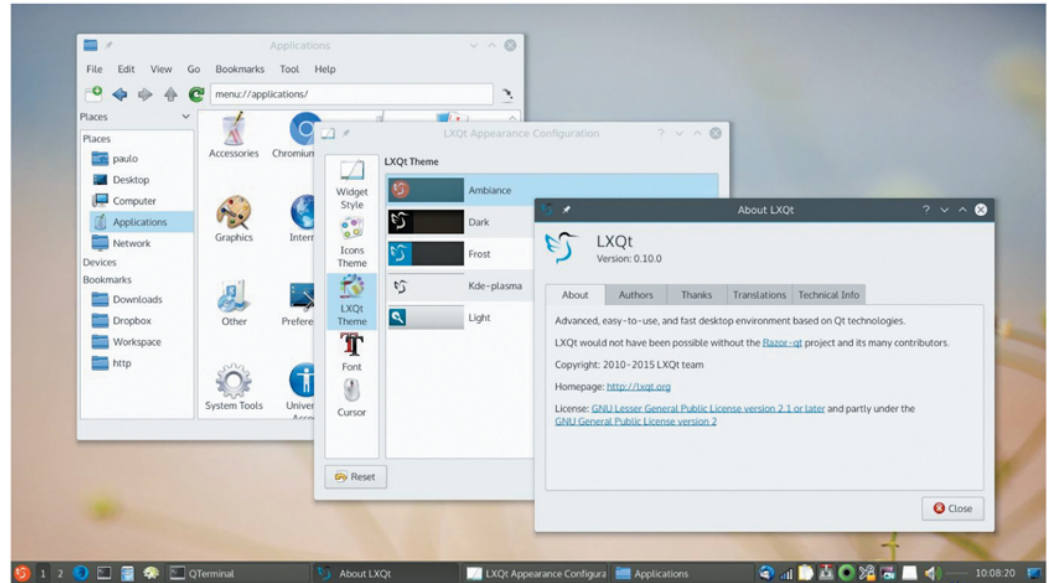 Applications
File Edit View Go Bookmarks Tool Help
menu://applications/
Places
Places
paulo
Desktop
Computer
Applications
Network
Devices
Bookmarks
Downloads
Dropbox
Workspace
http
Accessories
Graphics
Other
System Tools
LXQt Appearance Configuration
Widget
Style
Icons
Theme
LXQt
Theme
Font
Cursor
Reset
LXQt Theme
Ambiance
Dark
Frost
Kde-plasma
Light
About LXQt
LXQt
Version: 0.10.0
About Authors Thanks Translations Technical Info
Advanced, easy-to-use, and fast desktop environment based on Qt technologies.
LXQt would not have been possible without the Razor-qt project and its many contributors.
Copyright: 2010-2015 LXQt team
Homepage: http://lxqt.org
License: GNU Lesser General Public License version 2.1 or later and partly under the
GNU General Public License version 2
Close
1 2 QTerminal About LXQt LXQt Appearance Configura Applications 10:08:20